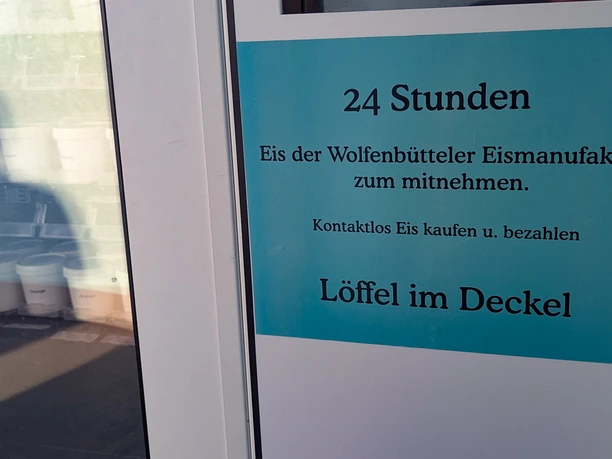 24 Stunden
Eis der Wolfenbütteler Eismanufak
zum mitnehmen.
Kontaktlos Eis kaufen u. bezahlen
Löffel im Deckel